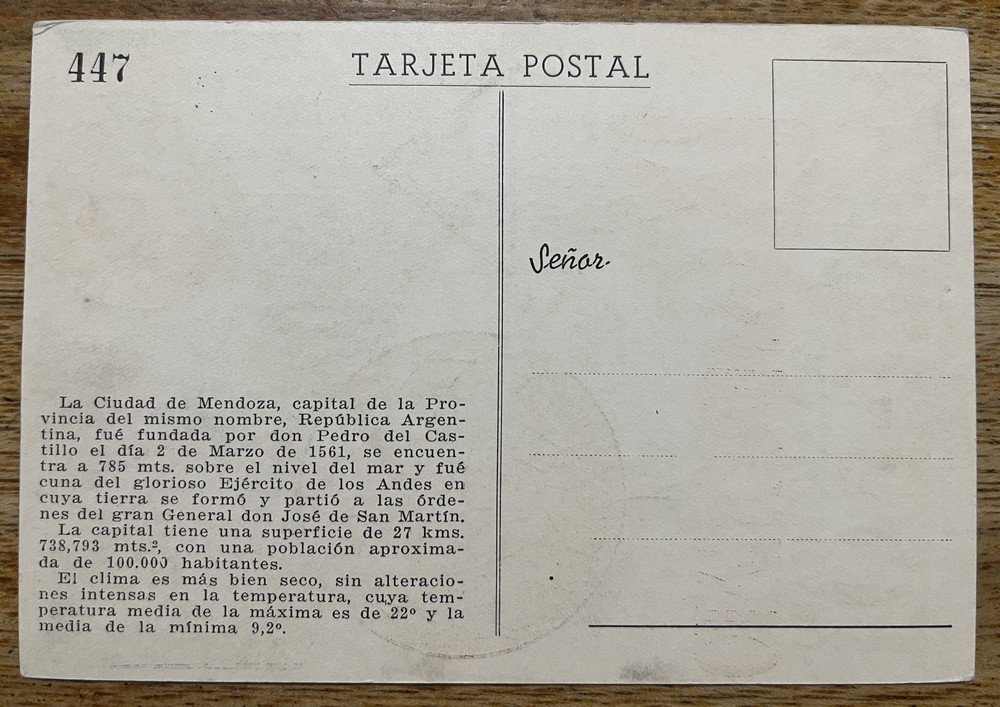 447
TARJETA POSTAL
Señor
La Ciudad de Mendoza, capital de la Pro-
vincia del mismo nombre, República Argen-
tina, fué fundada por don Pedro del Cas-
tillo el día 2 de Marzo de 1561, se encuen-
tra a 785 mts. sobre el nivel del mar y fué
cuna del glorioso Ejército de los Andes en
cuya tierra se formó y partió a las órde-
nes del gran General don José de San Martín.
La capital tiene una superficie de 27 kms.
738,793 mts.², con una población aproxima-
da de 100.000 habitantes.
El clima es más bien seco, sin alteracio-
nes intensas en la temperatura, cuya tem-
peratura media de la máxima es de 22º y la
media de la mínima 9,2º.